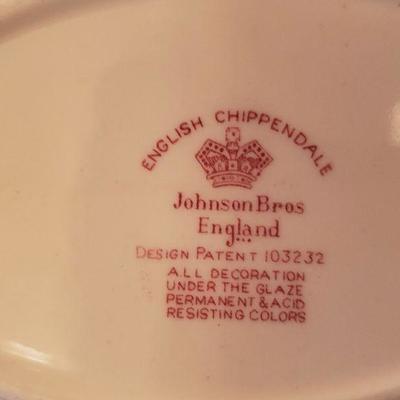 ENGLISH CHIPPENDALE
Johnson Bros
England
DESIGN PATENT 103232
ALL DECORATION
UNDER THE GLAZE
PERMANENT & ACID
RESISTING COLORS